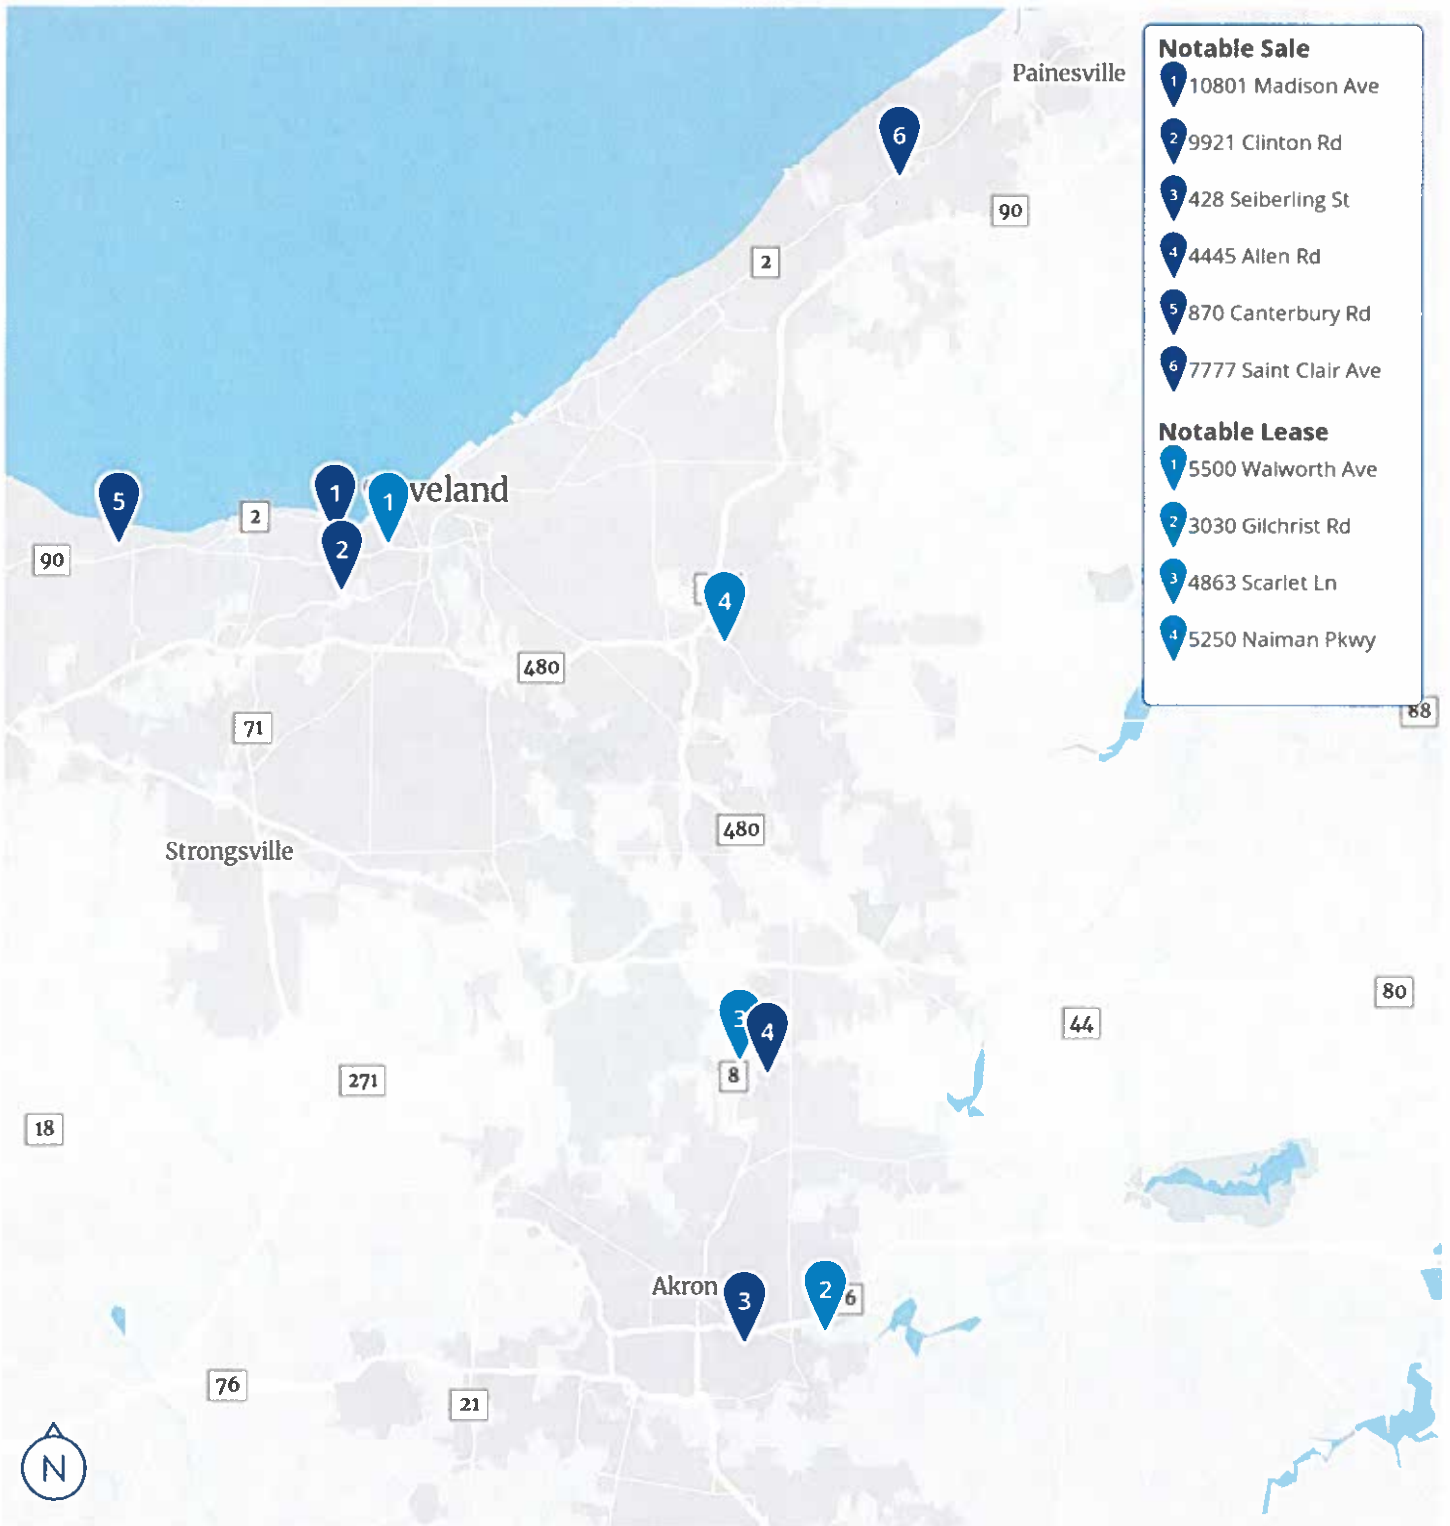 Painesville
6
90
2
5
2
1
1
veland
2
90
4
480
71
480
Strongsville
3
4
8
44
80
88
271
18
Akron
3
2
6
76
21
N
Notable Sale
1 10801 Madison Ave
2 9921 Clinton Rd
3 428 Seiberling St
4 4445 Allen Rd
5 870 Canterbury Rd
6 7777 Saint Clair Ave
Notable Lease
1 5500 Walworth Ave
2 3030 Gilchrist Rd
3 4863 Scarlet Ln
4 5250 Naiman Pkwy